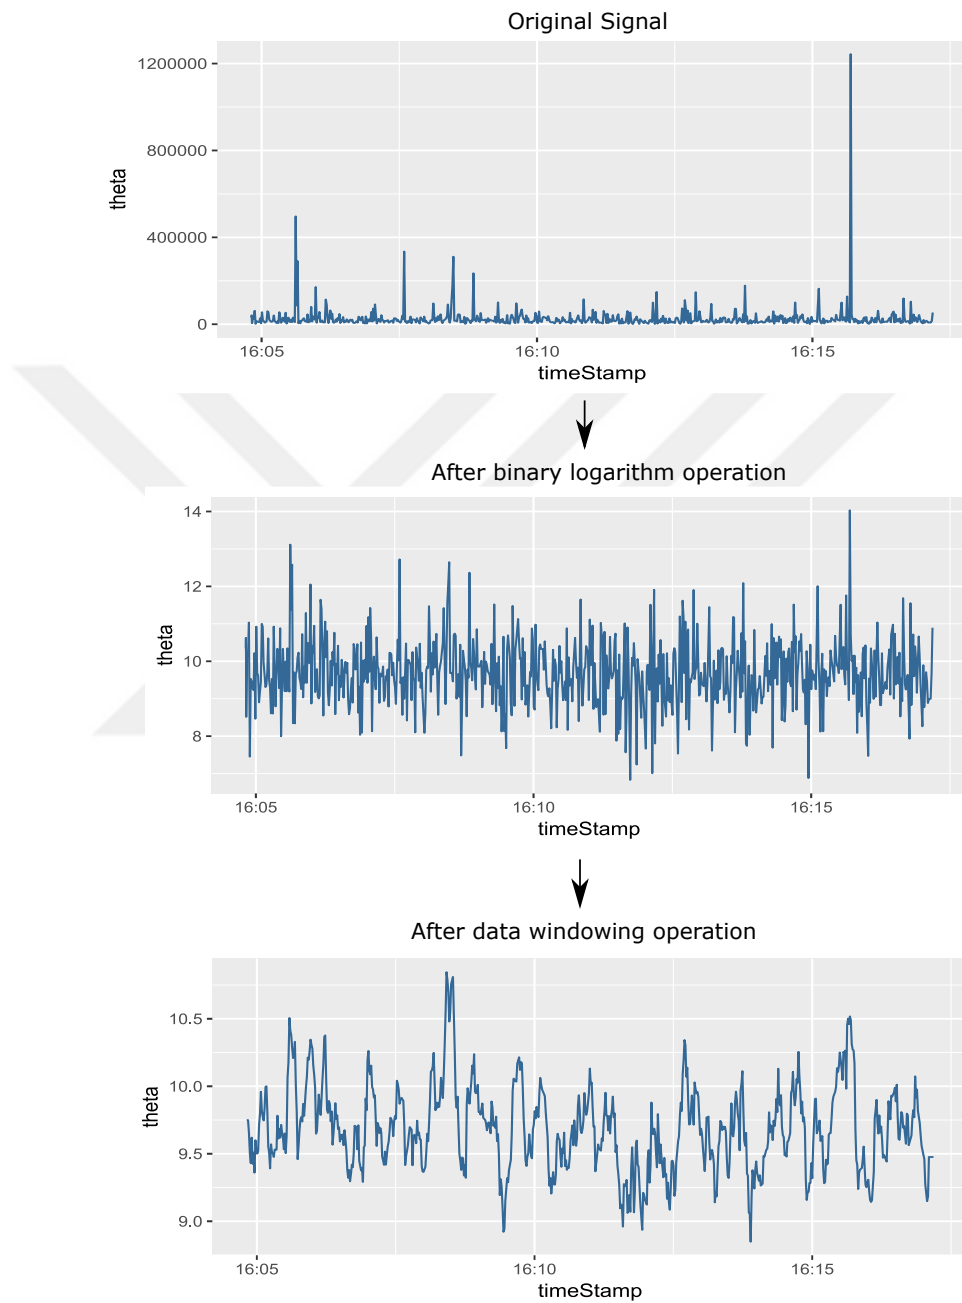 Original Signal
1200000
800000
400000
0
theta
16:05 16:10 16:15
timeStamp
After binary logarithm operation
14
12
10
8
theta
16:05 16:10 16:15
timeStamp
After data windowing operation
10.5
10.0
9.5
9.0
theta
16:05 16:10 16:15
timeStamp